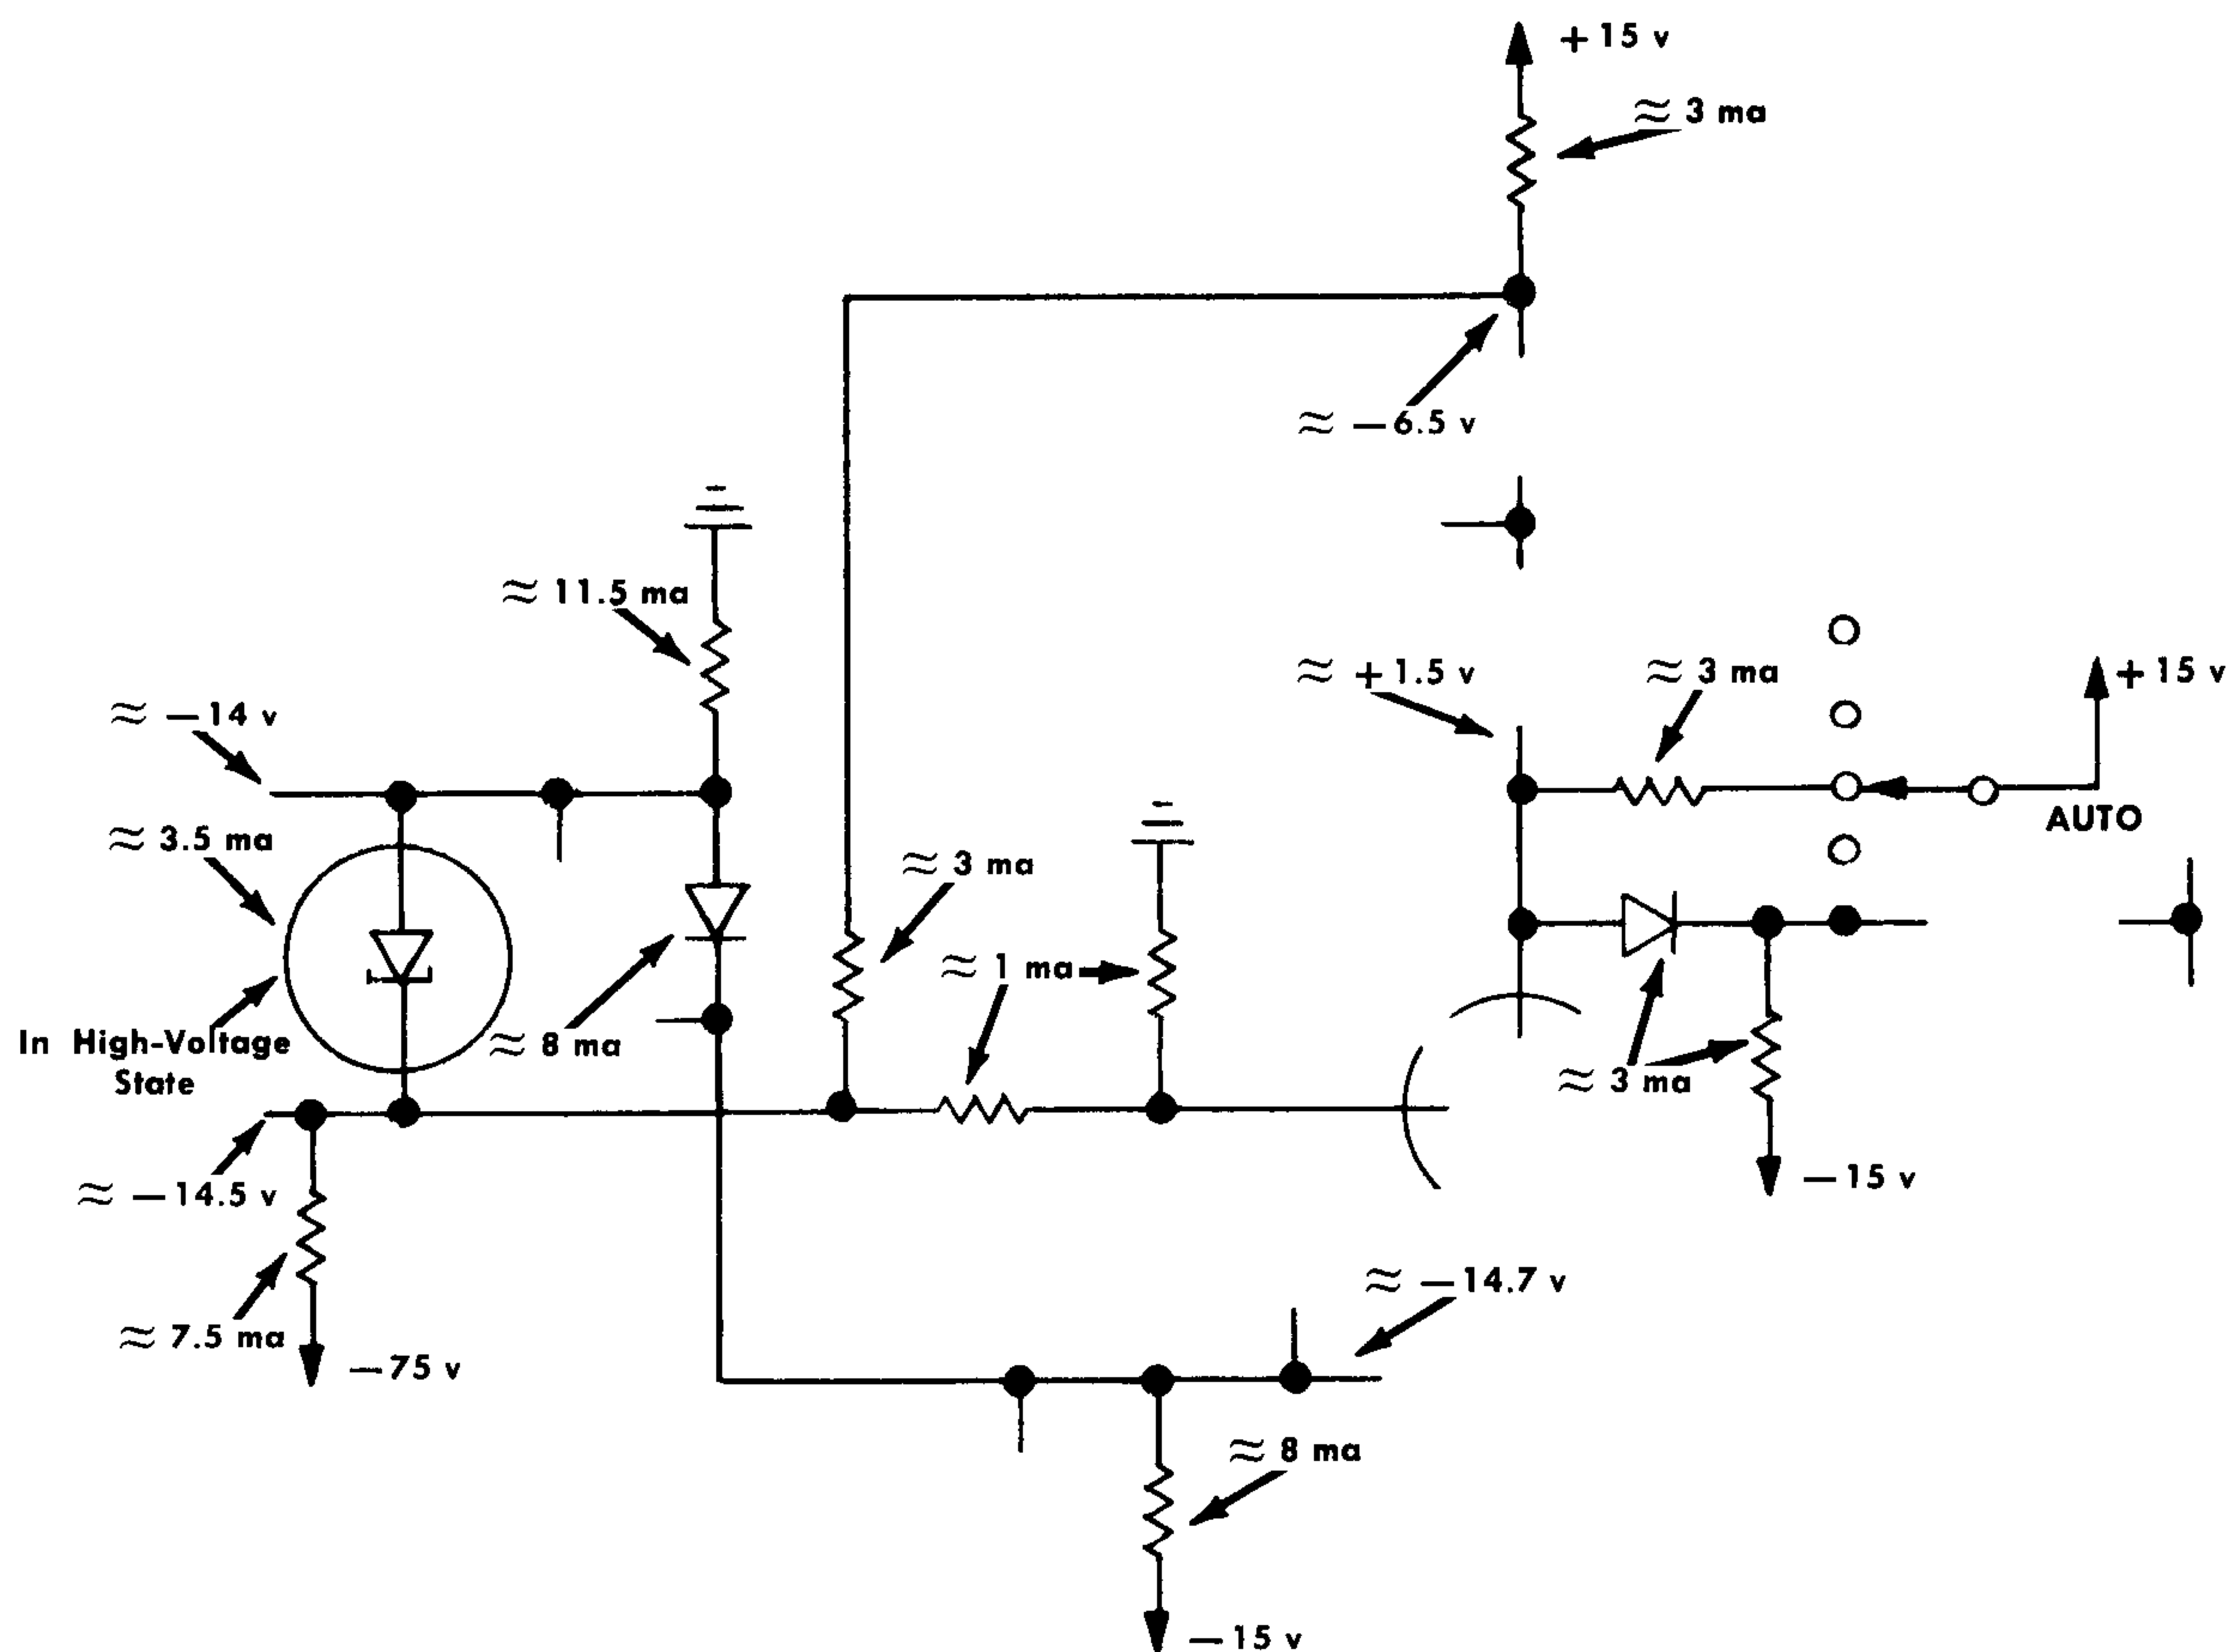 + 15 v
≈ 3 ma
≈ — 6.5 v
≈ 11.5 ma
≈ + 1.5 v
≈ 3 ma
+ 15 v
≈ — 14 v
AUTO
≈ 3.5 ma
≈ 3 ma
≈ 1 ma
In High-Voltage
State
≈ 8 ma
≈ 3 ma
— 15 v
≈ — 14.5 v
≈ — 14.7 v
≈ 7.5 ma
— 75 v
≈ 8 ma
— 15 v